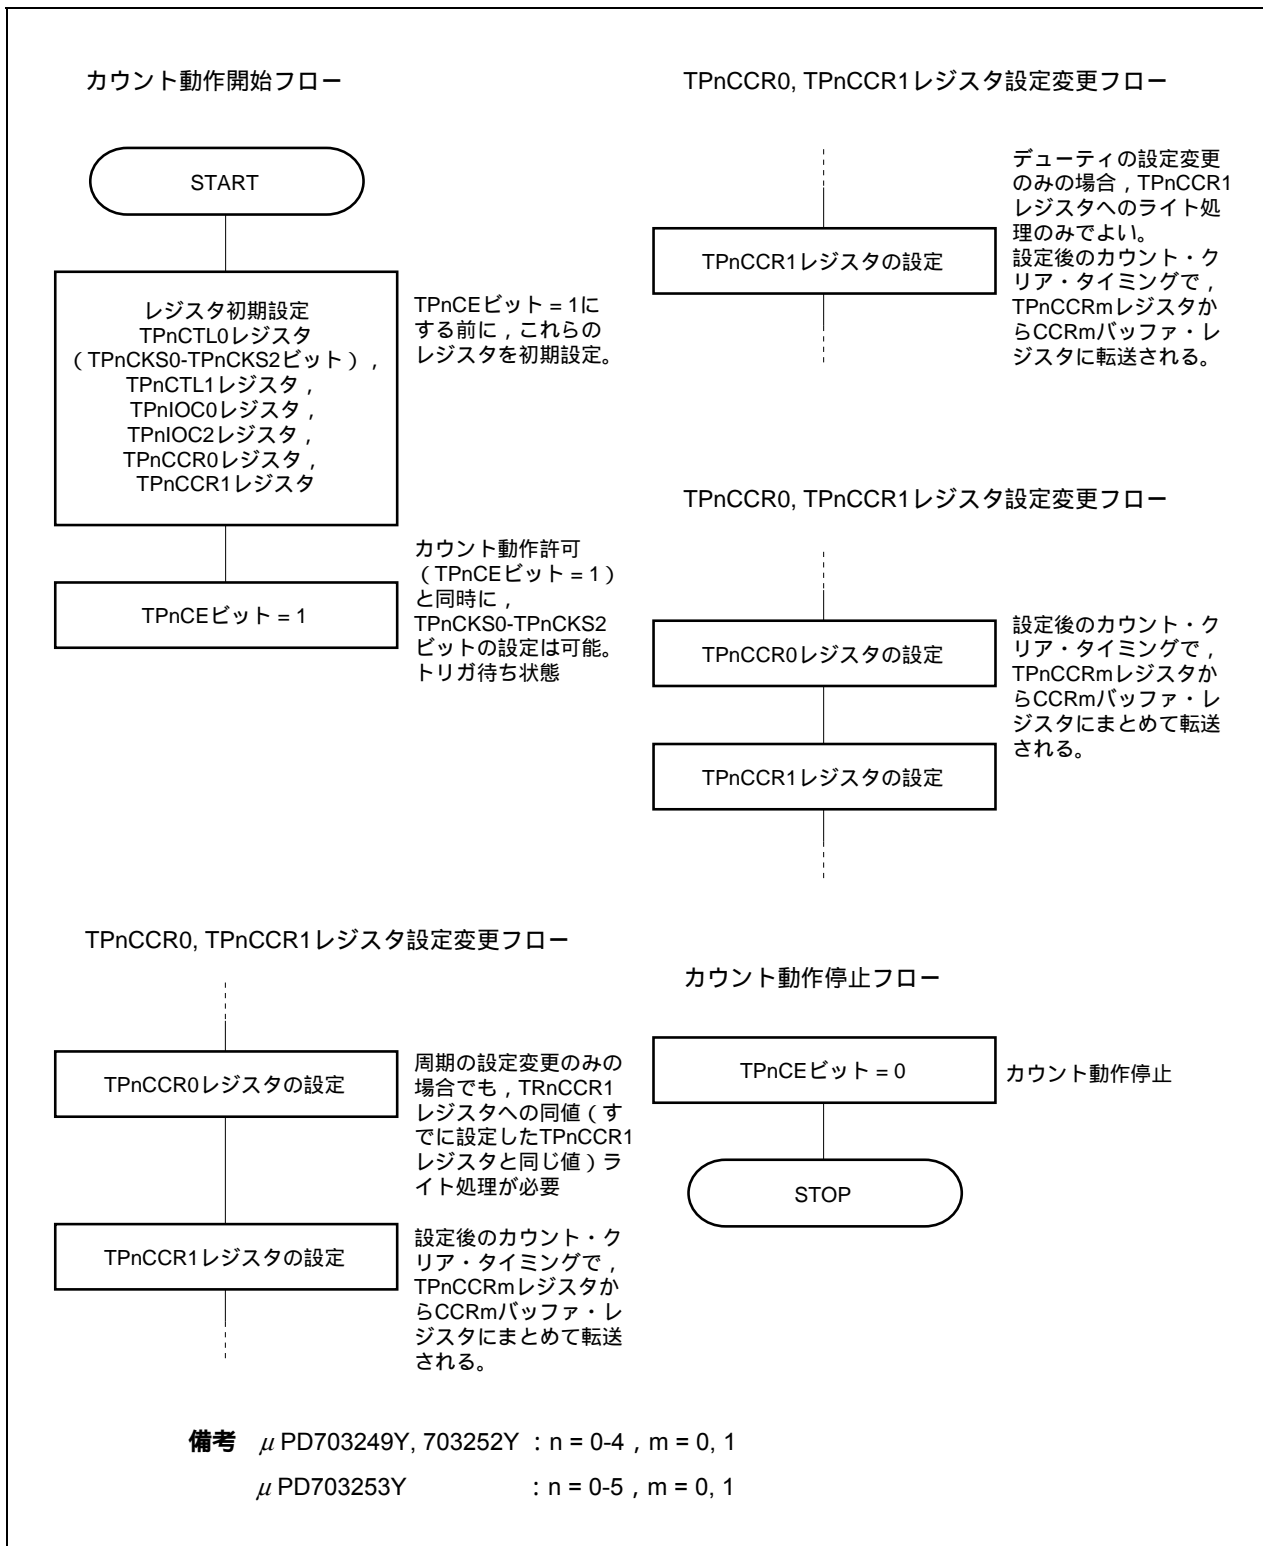 カウント動作開始フロー
START
レジスタ初期設定
TPnCTL0レジスタ
（TPnCKS0-TPnCKS2ビット），
TPnCTL1レジスタ，
TPnIOC0レジスタ，
TPnIOC2レジスタ，
TPnCCR0レジスタ，
TPnCCR1レジスタ
TPnCEビット = 1に
する前に，これらの
レジスタを初期設定。
TPnCEビット = 1
カウント動作許可
（TPnCEビット = 1）
と同時に，
TPnCKS0-TPnCKS2
ビットの設定は可能。
トリガ待ち状態
TPnCCR0, TPnCCR1レジスタ設定変更フロー
TPnCCR0レジスタの設定
周期の設定変更のみの
場合でも，TRnCCR1
レジスタへの同値（す
でに設定したTPnCCR1
レジスタと同じ値）ラ
イト処理が必要
TPnCCR1レジスタの設定
設定後のカウント・ク
リア・タイミングで，
TPnCCRmレジスタか
らCCRmバッファ・レ
ジスタにまとめて転送
される。
TPnCCR0, TPnCCR1レジスタ設定変更フロー
TPnCCR1レジスタの設定
デューティの設定変更
のみの場合，TPnCCR1
レジスタへのライト処
理のみでよい。
設定後のカウント・ク
リア・タイミングで，
TPnCCRmレジスタか
らCCRmバッファ・レ
ジスタに転送される。
TPnCCR0, TPnCCR1レジスタ設定変更フロー
TPnCCR0レジスタの設定
設定後のカウント・ク
リア・タイミングで，
TPnCCRmレジスタか
らCCRmバッファ・レ
ジスタにまとめて転送
される。
TPnCCR1レジスタの設定
カウント動作停止フロー
TPnCEビット = 0
カウント動作停止
STOP
備考 μ PD703249Y, 703252Y : n = 0-4，m = 0, 1
μ PD703253Y : n = 0-5，m = 0, 1